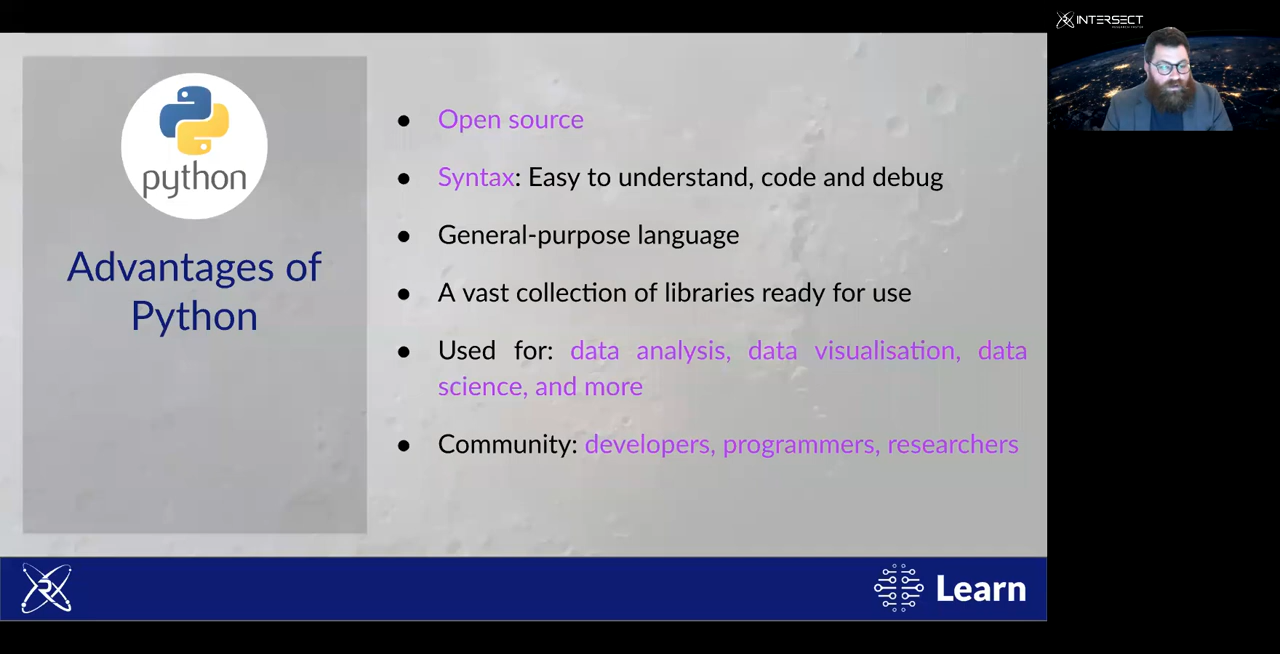 INTERSECT
python
Advantages of
Python
● Open source
● Syntax: Easy to understand, code and debug
● General-purpose language
● A vast collection of libraries ready for use
● Used for: data analysis, data visualisation, data
science, and more
● Community: developers, programmers, researchers
Learn